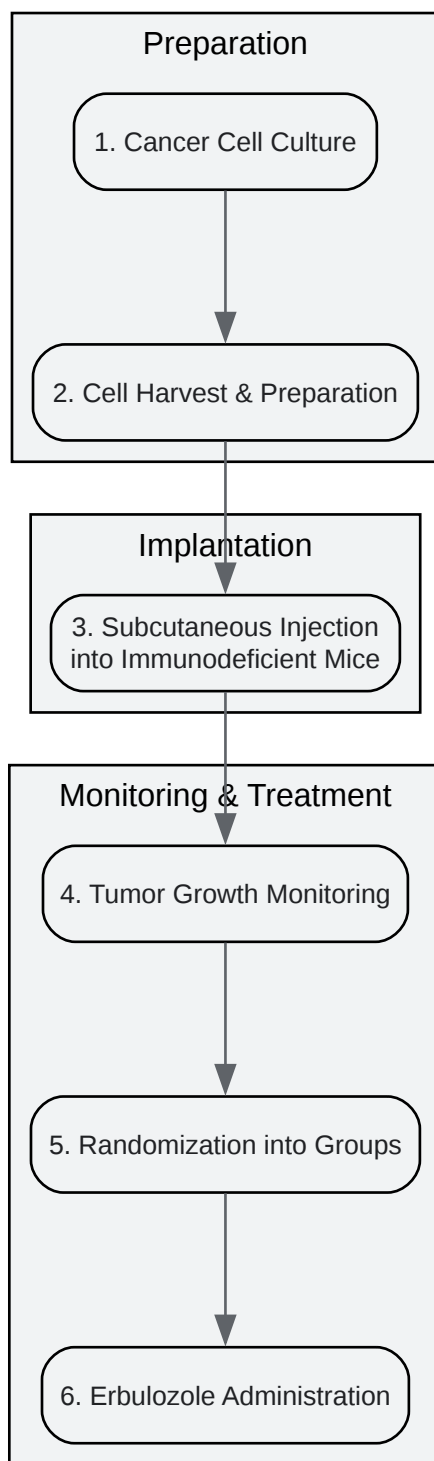 Preparation
1. Cancer Cell Culture
2. Cell Harvest & Preparation
Implantation
3. Subcutaneous Injection
into Immunodeficient Mice
Monitoring & Treatment
4. Tumor Growth Monitoring
5. Randomization into Groups
6. Erbulozole Administration